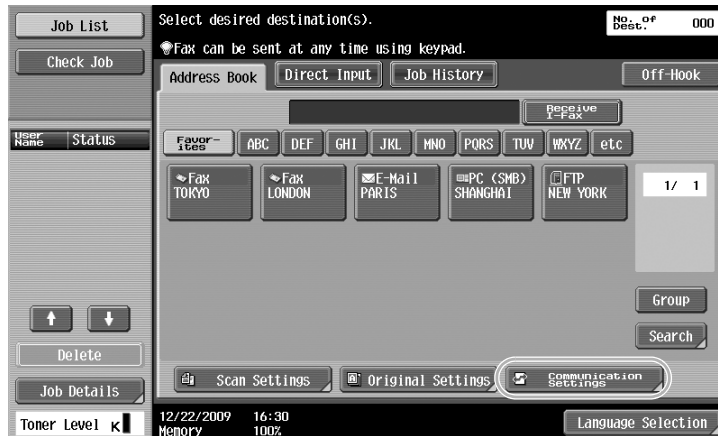 Job List
Check Job
User Name
Status
Delete
Job Details
Toner Level K
Select desired destination(s).
Fax can be sent at any time using keypad.
No. of Dest. 000
Address Book
Direct Input
Job History
Off-Hook
Receive I-Fax
Favor-
ites
ABC
DEF
GHI
JKL
MNO
PQRS
TUV
WXYZ
etc
Fax
TOKYO
Fax
LONDON
E-Mail
PARIS
PC (SMB)
SHANGHAI
FTP
NEW YORK
1/ 1
Group
Search
Scan Settings
Original Settings
Communication
Settings
12/22/2009 16:30
Memory 100%
Language Selection